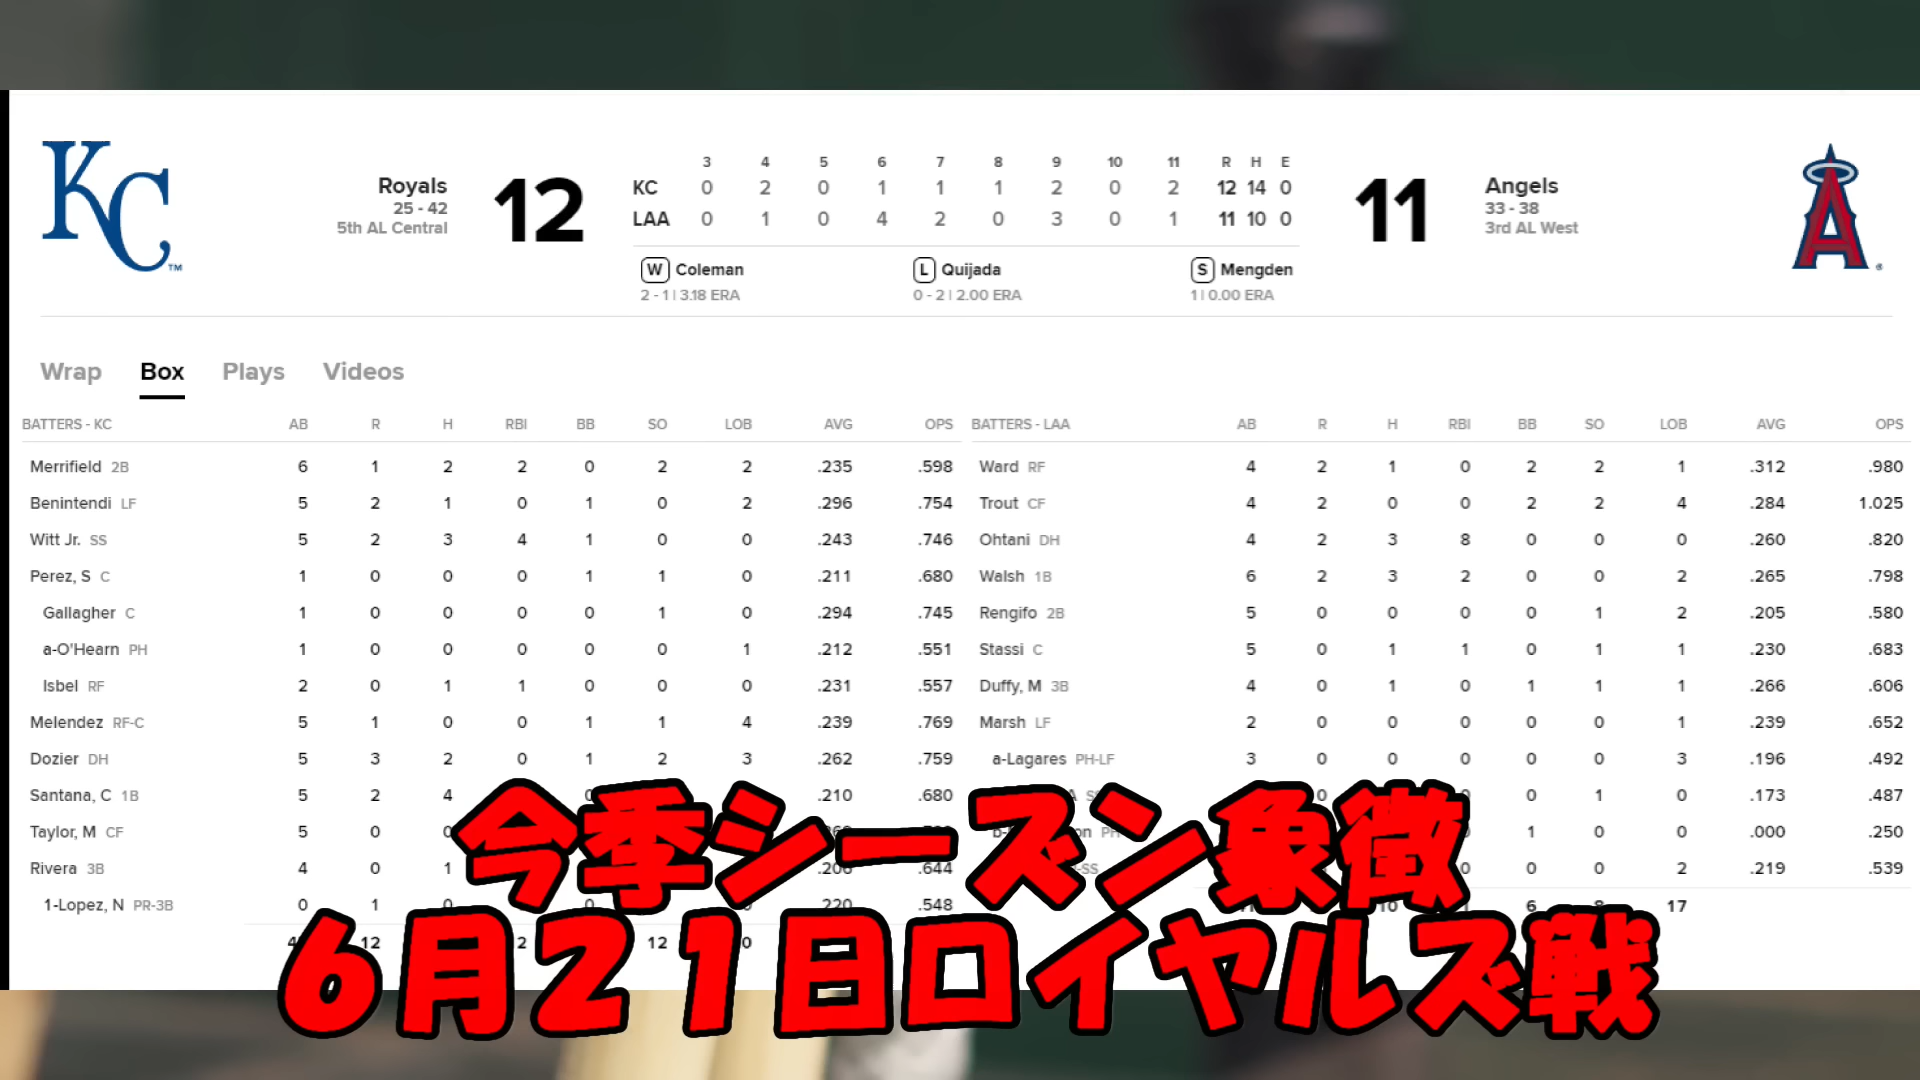 KC
TM
Royals
25 - 42
5th AL Central
12
3 4 5 6 7 8 9 10 11 R H E
KC 0 2 0 1 1 1 2 0 2 12 14 0
LAA 0 1 0 4 2 0 3 0 1 11 10 0
W Coleman L Quijada S Mengden
2 - 1 | 3.18 ERA 0 - 2 | 2.00 ERA 1 | 0.00 ERA
11
Angels
33 - 38
3rd AL West
A
Wrap Box Plays Videos
BATTERS - KC AB R H RBI BB SO LOB AVG OPS
Merrifield 2B 6 1 2 2 0 2 2 .235 .598
Benintendi LF 5 2 1 0 1 0 2 .296 .754
Witt Jr. SS 5 2 3 4 1 0 0 .243 .746
Perez, S C 1 0 0 0 1 1 0 .211 .680
Gallagher C 1 0 0 0 0 1 0 .294 .745
a-O'Hearn PH 1 0 0 0 0 0 1 .212 .551
Isbel RF 2 0 1 1 0 0 0 .231 .557
Melendez RF-C 5 1 0 0 1 1 4 .239 .769
Dozier DH 5 3 2 0 1 2 3 .262 .759
Santana, C 1B 5 2 4 .210 .680
Taylor, M CF 5 0
Rivera 3B 4 0 1 .644
1-Lopez, N PR-3B 0 1 .220 .548
12 12
BATTERS - LAA AB R H RBI BB SO LOB AVG OPS
Ward RF 4 2 1 0 2 2 1 .312 .980
Trout CF 4 2 0 0 2 2 4 .284 1.025
Ohtani DH 4 2 3 8 0 0 0 .260 .820
Walsh 1B 6 2 3 2 0 0 2 .265 .798
Rengifo 2B 5 0 0 0 0 1 2 .205 .580
Stassi C 5 0 1 1 0 1 1 .230 .683
Duffy, M 3B 4 0 1 0 1 1 1 .266 .606
Marsh LF 2 0 0 0 0 0 1 .239 .652
a-Lagares PH-LF 3 0 0 0 0 0 3 .196 .492
0 1 0 .173 .487
1 0 0 .000 .250
0 0 0 2 .219 .539
10 6 17
今季シーズン象徴
6月21日ロイヤルズ戦